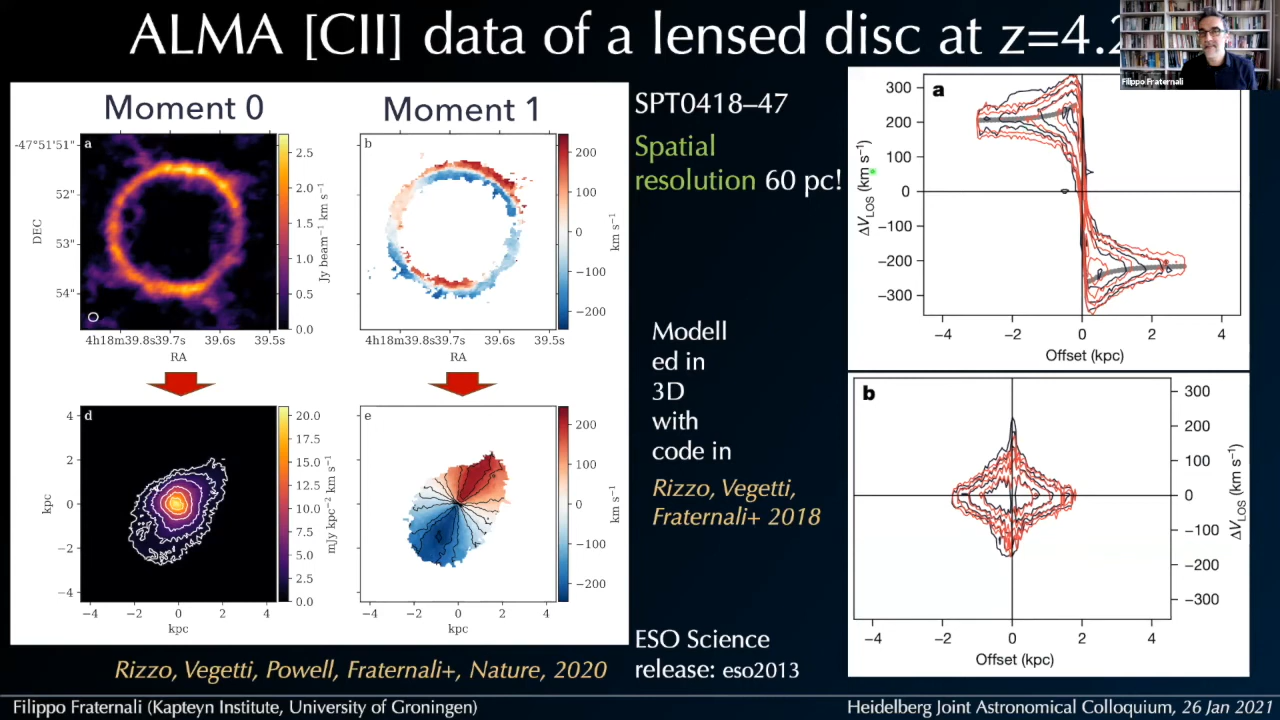 ALMA [CII] data of a lensed disc at z=4.2
Filippo Fraternali
Moment 0
Moment 1
a
b
-47°51'51"
52"
53"
54"
DEC
2.5
2.0
1.5
1.0
0.5
0.0
Jy beam⁻¹ km s⁻¹
200
100
0
−100
−200
km s⁻¹
4h18m39.8s39.7s 39.6s 39.5s
RA
4h18m39.8s39.7s 39.6s 39.5s
RA
d
e
4
2
0
−2
−4
kpc
−4 −2 0 2 4
kpc
20.0
17.5
15.0
12.5
10.0
7.5
5.0
2.5
0.0
mJy kpc⁻² km s⁻¹
−4 −2 0 2 4
kpc
200
100
0
−100
−200
km s⁻¹
Rizzo, Vegetti, Powell, Fraternali+, Nature, 2020
SPT0418–47
Spatial
resolution 60 pc!
Modell
ed in
3D
with
code in
Rizzo, Vegetti,
Fraternali+ 2018
ESO Science
release: eso2013
a
300
200
100
0
−100
−200
−300
ΔV_LOS (km s⁻¹)
−4 −2 0 2 4
Offset (kpc)
b
300
200
100
0
−100
−200
−300
ΔV_LOS (km s⁻¹)
−4 −2 0 2 4
Offset (kpc)
Filippo Fraternali (Kapteyn Institute, University of Groningen)
Heidelberg Joint Astronomical Colloquium, 26 Jan 2021